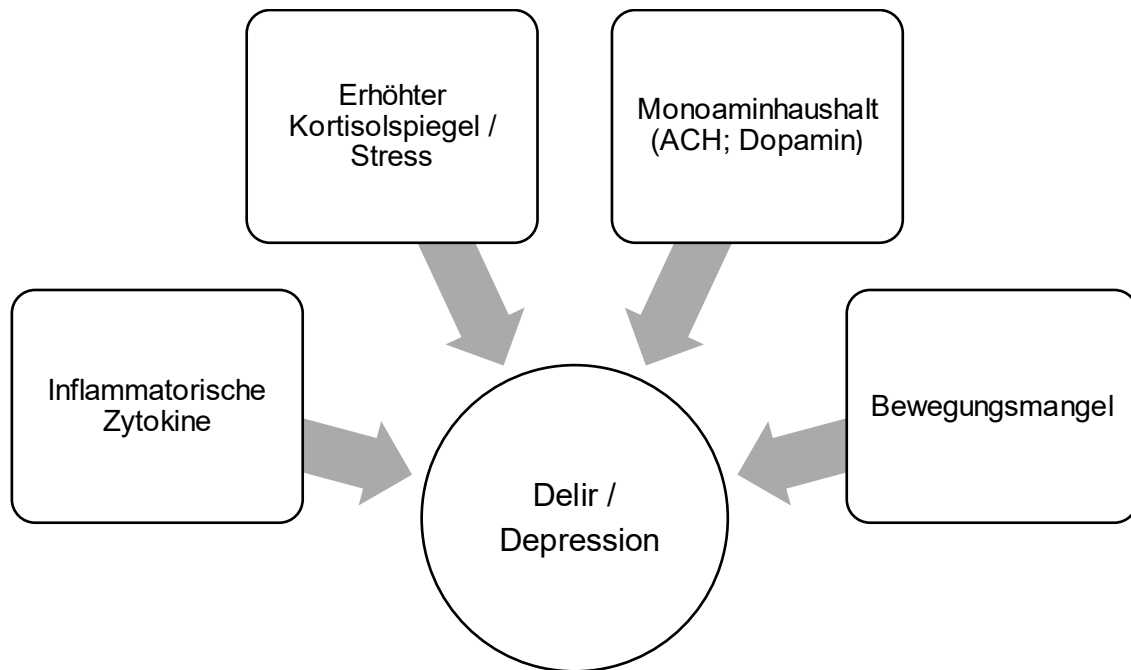 Erhöhter
Kortisolspiegel /
Stress
Monoaminhaushalt
(ACH; Dopamin)
Inflammatorische
Zytokine
Bewegungsmangel
Delir /
Depression